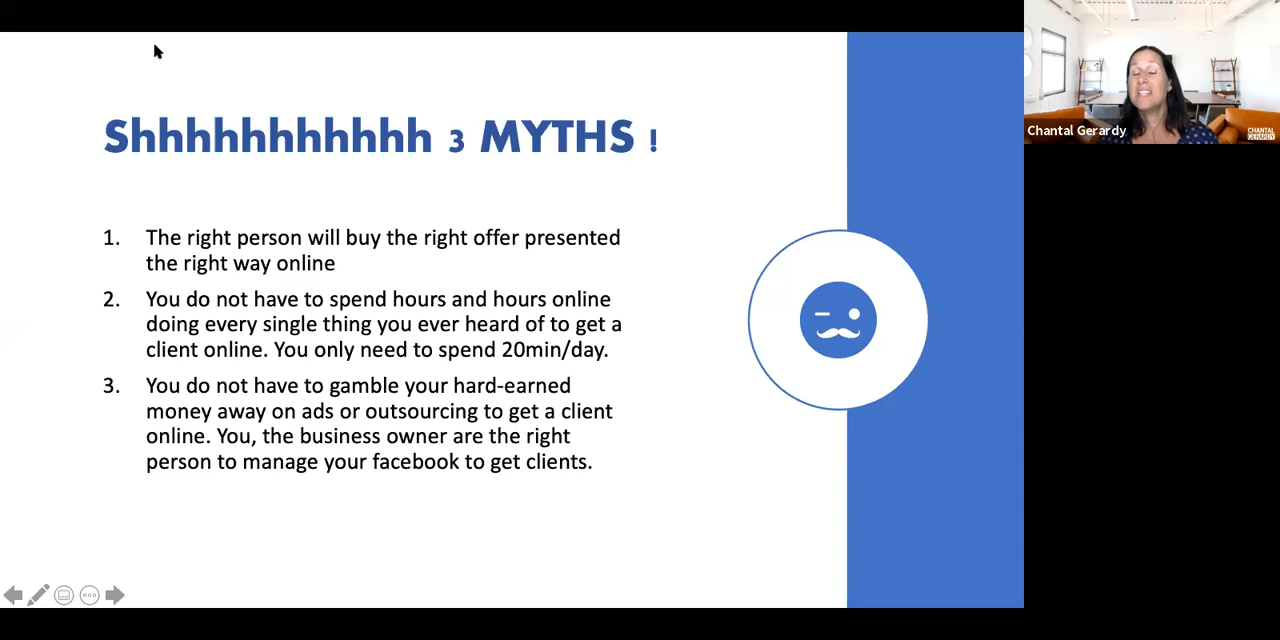 Shhhhhhhhhhhh 3 MYTHS !
1. The right person will buy the right offer presented
the right way online
2. You do not have to spend hours and hours online
doing every single thing you ever heard of to get a
client online. You only need to spend 20min/day.
3. You do not have to gamble your hard-earned
money away on ads or outsourcing to get a client
online. You, the business owner are the right
person to manage your facebook to get clients.
Chantal Gerardy
CHANTAL
GERARDY